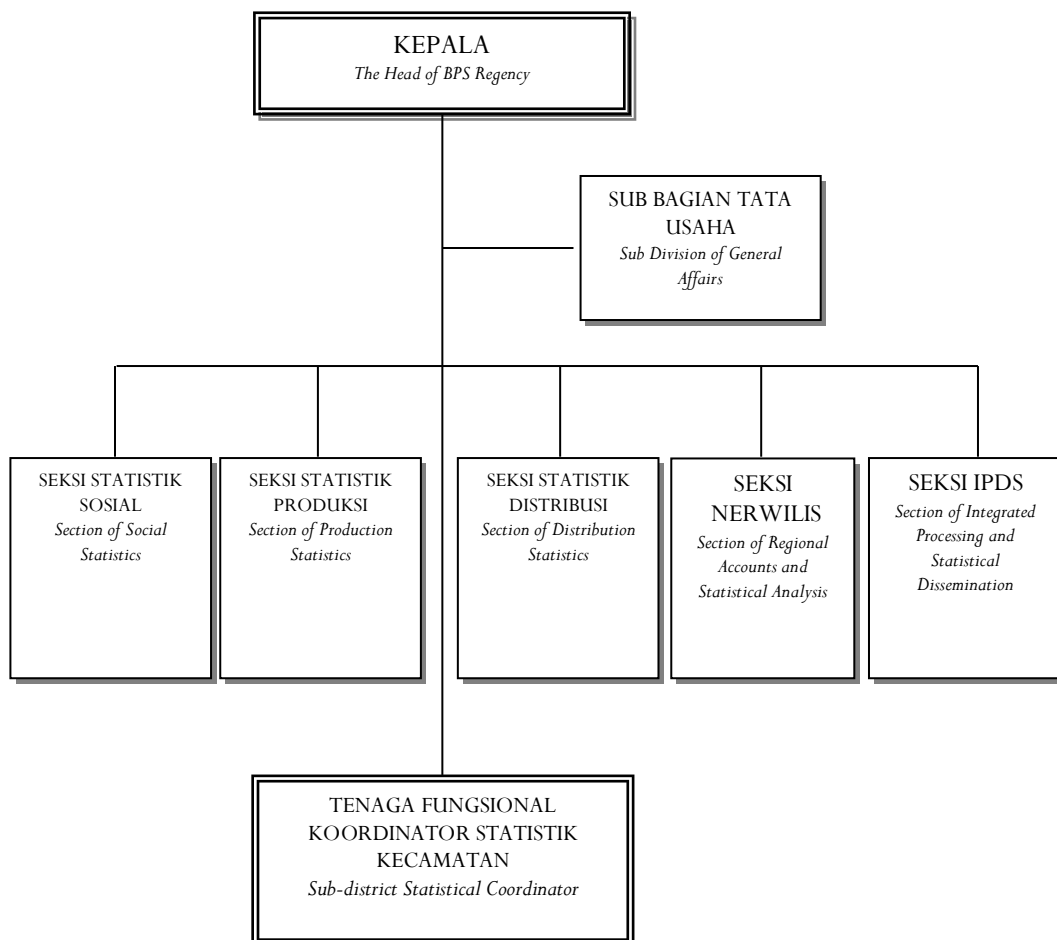 KEPALA
The Head of BPS Regency
SUB BAGIAN TATA
USAHA
Sub Division of General
Affairs
SEKSI STATISTIK
SOSIAL
Section of Social
Statistics
SEKSI STATISTIK
PRODUKSI
Section of Production
Statistics
SEKSI STATISTIK
DISTRIBUSI
Section of Distribution
Statistics
SEKSI
NERWILIS
Section of Regional
Accounts and
Statistical Analysis
SEKSI IPDS
Section of Integrated
Processing and
Statistical
Dissemination
TENAGA FUNGSIONAL
KOORDINATOR STATISTIK
KECAMATAN
Sub-district Statistical Coordinator